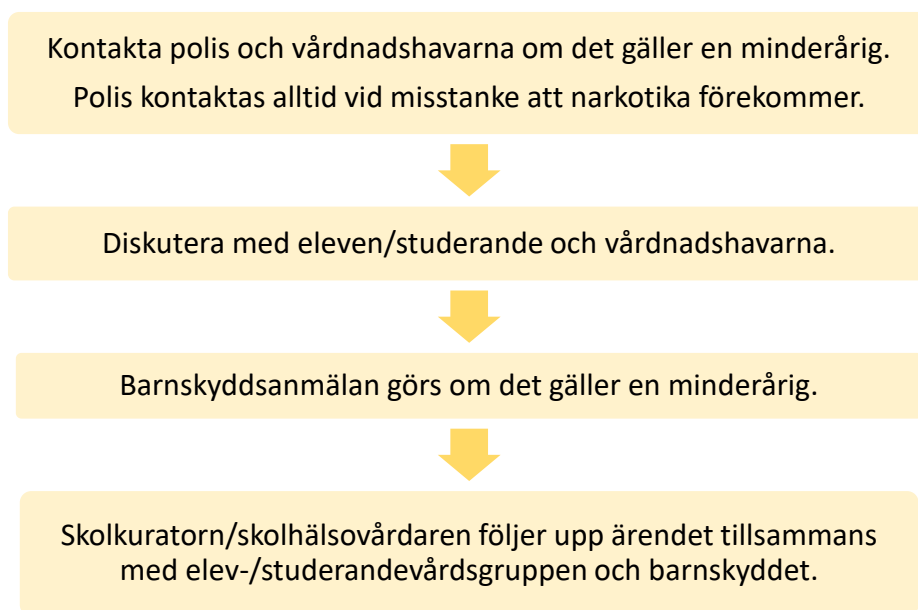 Kontakta polis och vårdnadshavarna om det gäller en minderårig.
Polis kontaktas alltid vid misstanke att narkotika förekommer.
Diskutera med eleven/studerande och vårdnadshavarna.
Barnskyddsanmälan görs om det gäller en minderårig.
Skolkuratorn/skolhälsovårdaren följer upp ärendet tillsammans
med elev-/studerandevårdsgruppen och barnskyddet.